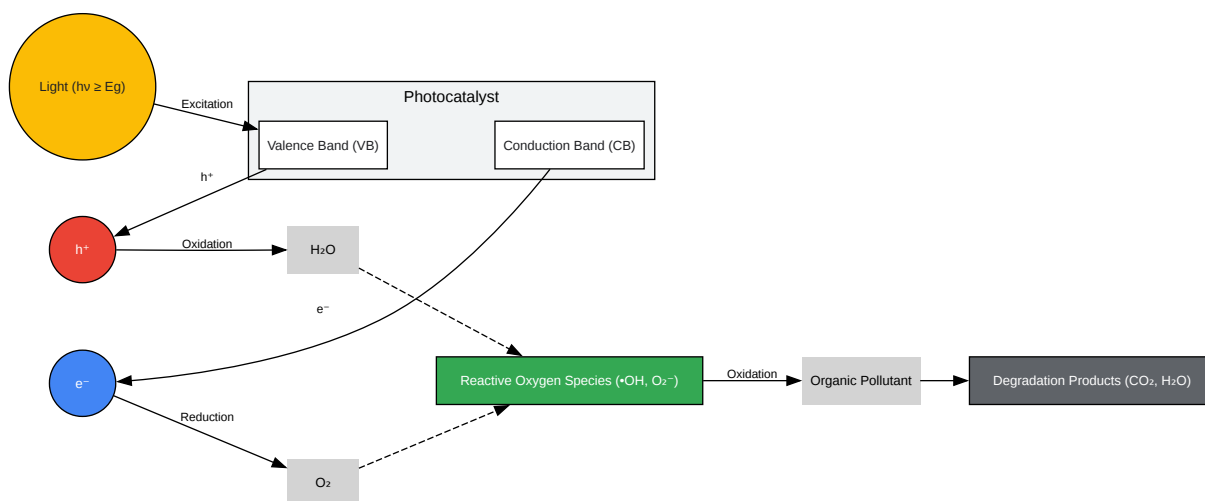 Light (hν ≥ Eg)
Excitation
Photocatalyst
Valence Band (VB)
Conduction Band (CB)
h⁺
h⁺
Oxidation
H₂O
e⁻
e⁻
Reduction
O₂
Reactive Oxygen Species (•OH, O₂⁻)
Oxidation
Organic Pollutant
Degradation Products (CO₂, H₂O)